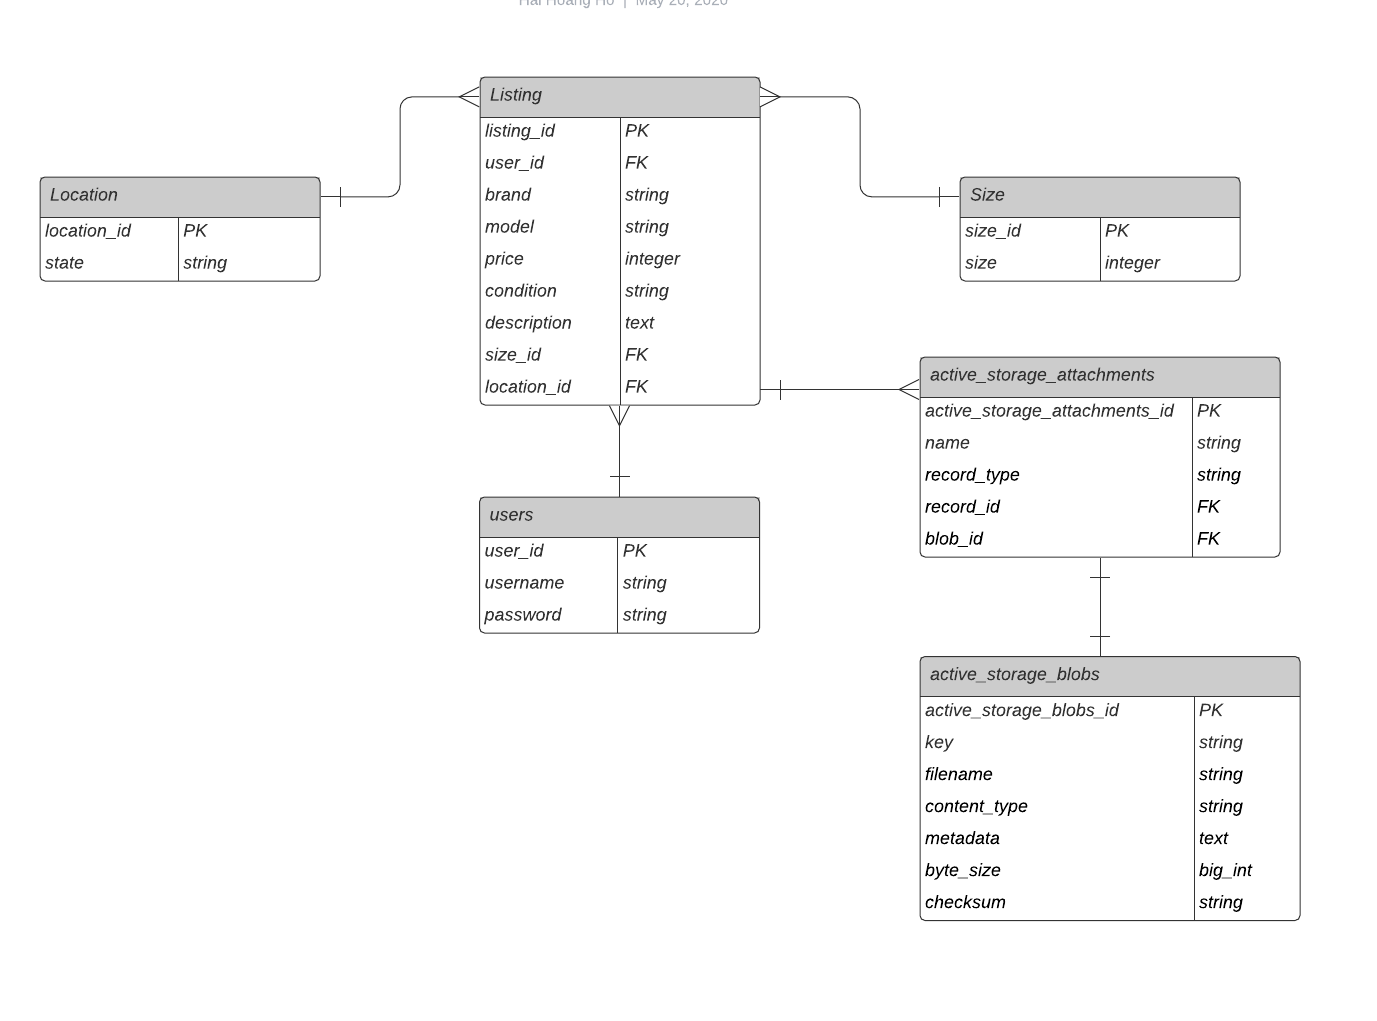 Hai Hoang Ho | May 20, 2020
Listing
listing_id PK
user_id FK
brand string
model string
price integer
condition string
description text
size_id FK
location_id FK
Location
location_id PK
state string
Size
size_id PK
size integer
active_storage_attachments
active_storage_attachments_id PK
name string
record_type string
record_id FK
blob_id FK
users
user_id PK
username string
password string
active_storage_blobs
active_storage_blobs_id PK
key string
filename string
content_type string
metadata text
byte_size big_int
checksum string